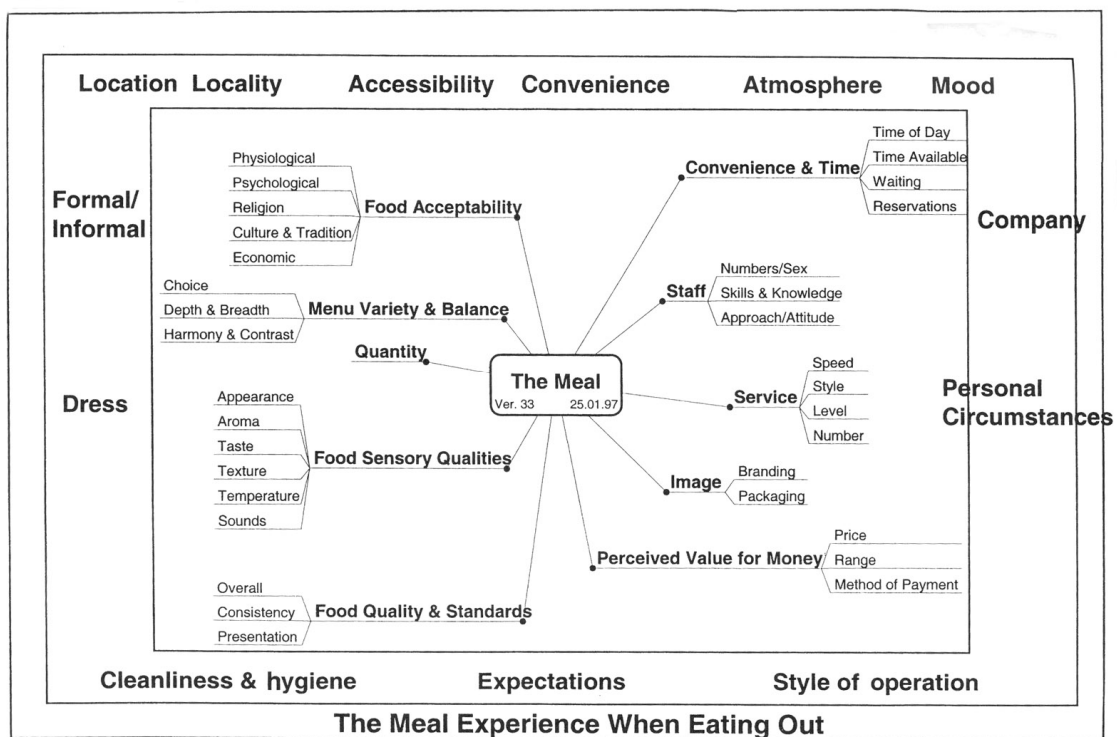 Location Locality Accessibility Convenience Atmosphere Mood
Formal/
Informal
Dress
Physiological
Psychological
Religion
Culture & Tradition
Economic
Food Acceptability
Choice
Depth & Breadth
Harmony & Contrast
Menu Variety & Balance
Quantity
Appearance
Aroma
Taste
Texture
Temperature
Sounds
Food Sensory Qualities
Overall
Consistency
Presentation
Food Quality & Standards
The Meal
Ver. 33 25.01.97
Convenience & Time
Time of Day
Time Available
Waiting
Reservations
Staff
Numbers/Sex
Skills & Knowledge
Approach/Attitude
Service
Speed
Style
Level
Number
Image
Branding
Packaging
Perceived Value for Money
Price
Range
Method of Payment
Company
Personal
Circumstances
Cleanliness & hygiene Expectations Style of operation
The Meal Experience When Eating Out